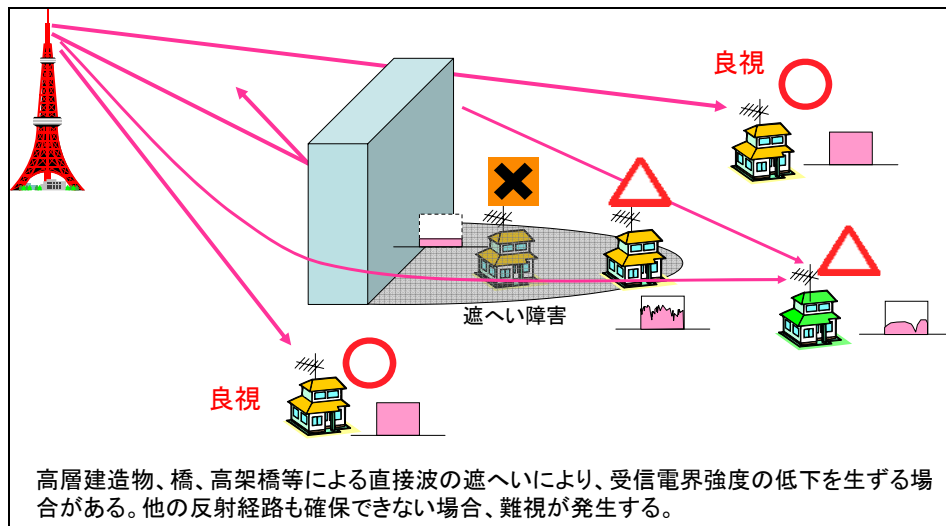 良視
遮へい障害
良視
高層建造物、橋、高架橋等による直接波の遮へいにより、受信電界強度の低下を生ずる場
合がある。他の反射経路も確保できない場合、難視が発生する。